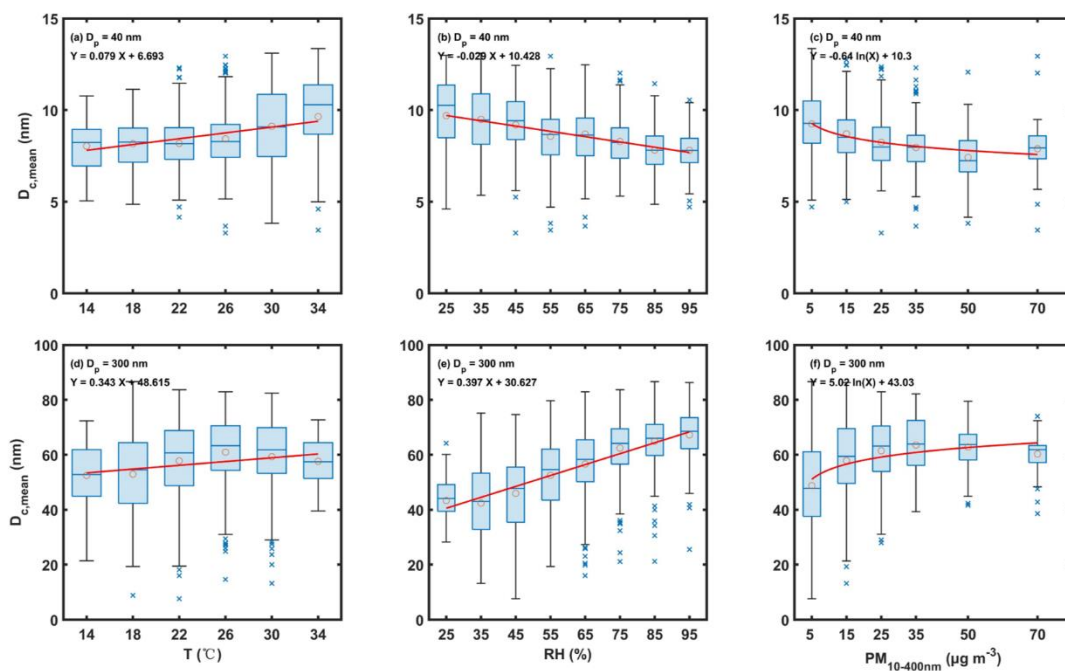 (a) Dp = 40 nm
Y = 0.079 X + 6.693
15
10
5
0
Dc,mean (nm)
14 18 22 26 30 34
(b) Dp = 40 nm
Y = -0.029 X + 10.428
15
10
5
0
25 35 45 55 65 75 85 95
(c) Dp = 40 nm
Y = -0.64 ln(X) + 10.3
15
10
5
0
5 15 25 35 50 70
(d) Dp = 300 nm
Y = 0.343 X + 48.615
100
80
60
40
20
0
Dc,mean (nm)
14 18 22 26 30 34
T (℃)
(e) Dp = 300 nm
Y = 0.397 X + 30.627
100
80
60
40
20
0
25 35 45 55 65 75 85 95
RH (%)
(f) Dp = 300 nm
Y = 5.02 ln(X) + 43.03
100
80
60
40
20
0
5 15 25 35 50 70
PM10-400nm (μg m-3)